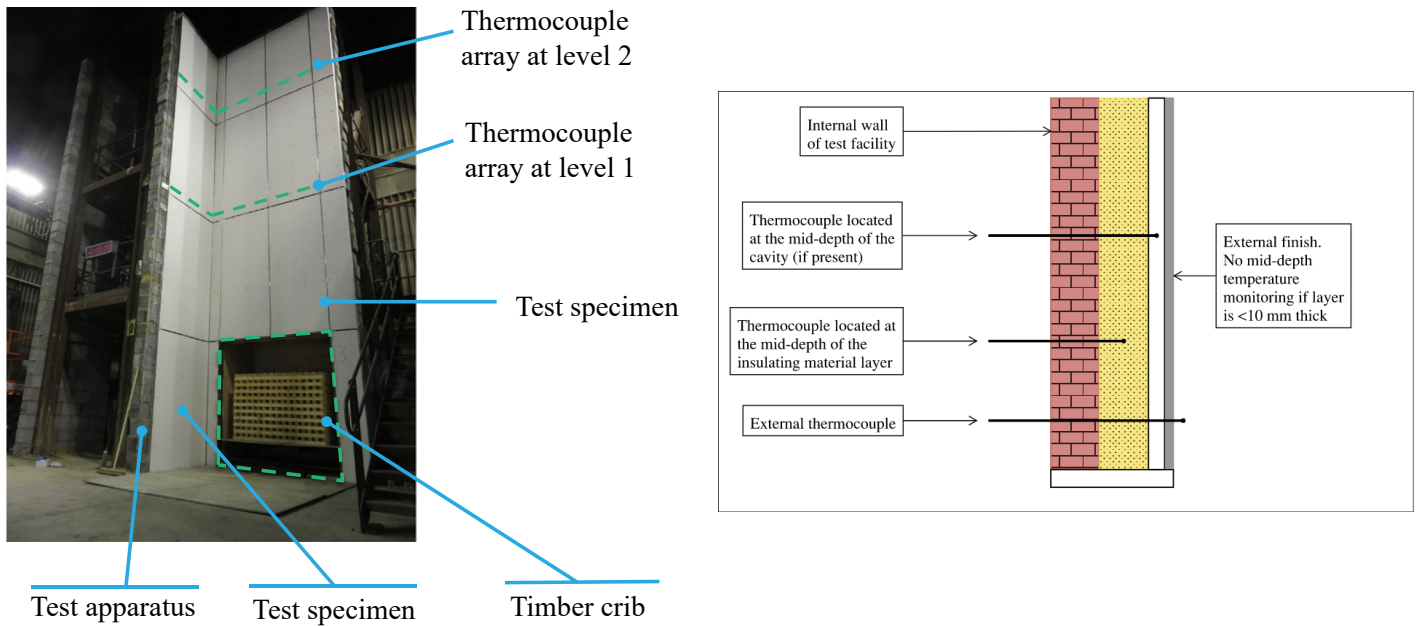 Thermocouple
array at level 2
Thermocouple
array at level 1
Test specimen
Test apparatus
Test specimen
Timber crib
Internal wall
of test facility
Thermocouple located
at the mid-depth of the
cavity (if present)
Thermocouple located at
the mid-depth of the
insulating material layer
External thermocouple
External finish.
No mid-depth
temperature
monitoring if layer
is <10 mm thick